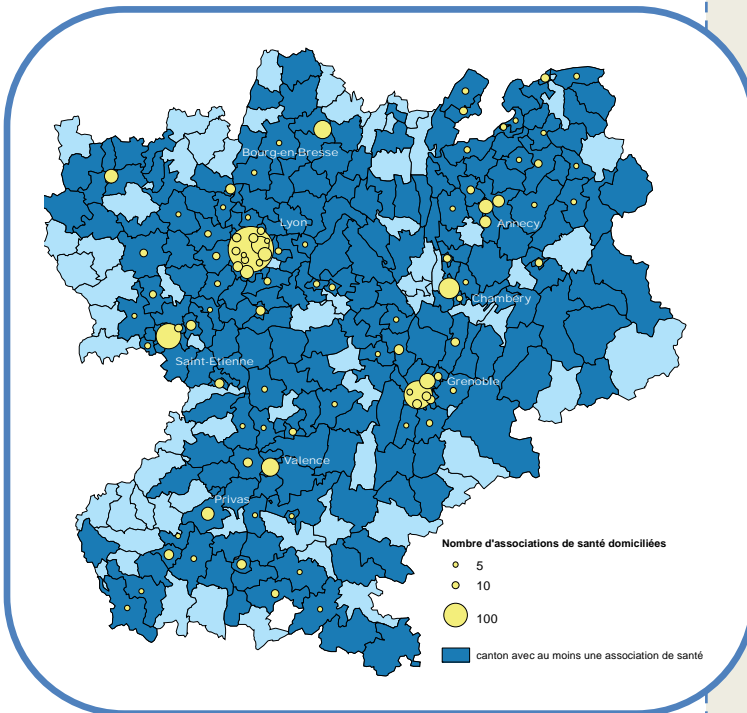 Bourg-en-Bresse
Lyon
Annecy
Chambéry
Saint-Etienne
Grenoble
Valence
Privas
Nombre d'associations de santé domiciliées
5
10
100
canton avec au moins une association de santé